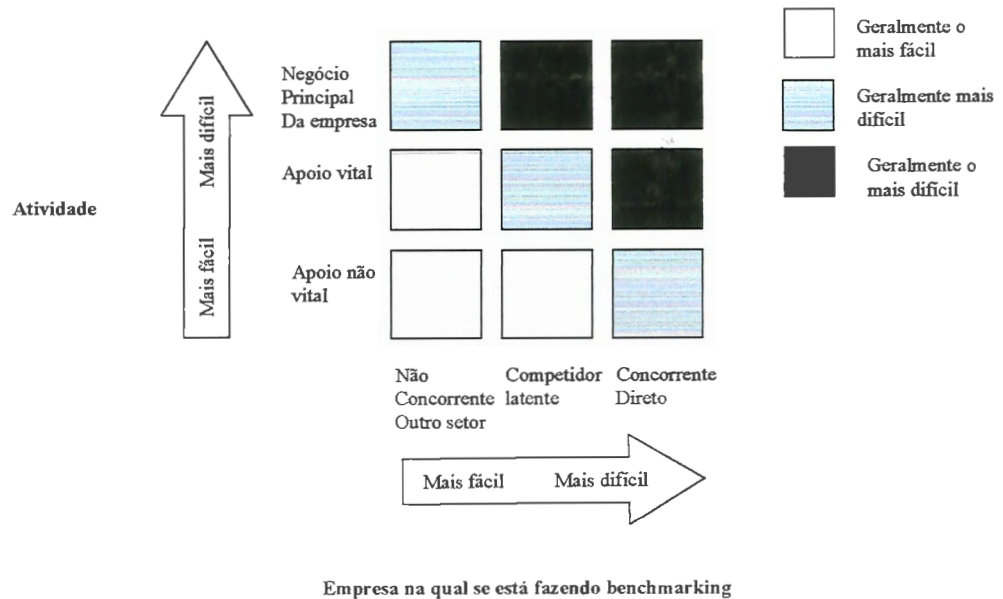 Geralmente o
mais fácil
Geralmente mais
difícil
Geralmente o
mais difícil
Negócio
Principal
Da empresa
Apoio vital
Apoio não
vital
Atividade
Mais difícil
Mais fácil
Não
Concorrente
Outro setor
Competidor
latente
Concorrente
Direto
Mais fácil
Mais difícil
Empresa na qual se está fazendo benchmarking